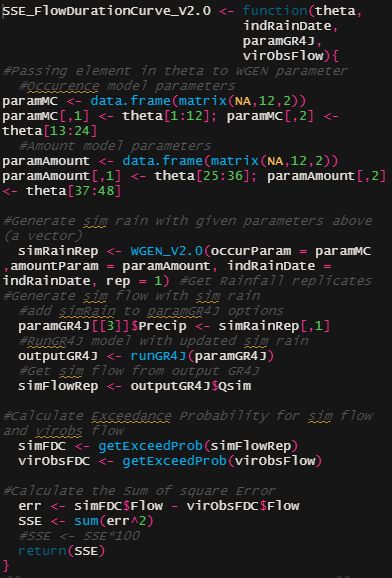 SSE_FlowDurationCurve_V2.0 <- function(theta,
indRainDate,
paramGR4J,
virObsFlow){
#Passing element in theta to WGEN parameter
#Occurence model parameters
paramMC <- data.frame(matrix(NA,12,2))
paramMC[,1] <- theta[1:12]; paramMC[,2] <-
theta[13:24]
#Amount model parameters
paramAmount <- data.frame(matrix(NA,12,2))
paramAmount[,1] <- theta[25:36]; paramAmount[,2]
<- theta[37:48]
#Generate sim rain with given parameters above
(a vector)
simRainRep <- WGEN_V2.0(occurParam = paramMC
,amountParam = paramAmount, indRainDate =
indRainDate, rep = 1) #Get Rainfall replicates
#Generate sim flow with sim rain
#add simRain to paramGR4J options
paramGR4J[[3]]$Precip <- simRainRep[,1]
#RunGR4J model with updated sim rain
outputGR4J <- runGR4J(paramGR4J)
#Get sim flow from output GR4J
simFlowRep <- outputGR4J$Qsim
#Calculate Exceedance Probability for sim flow
and virobs flow
simFDC <- getExceedProb(simFlowRep)
virObsFDC <- getExceedProb(virObsFlow)
#Calculate the Sum of square Error
err <- simFDC$Flow - virObsFDC$Flow
SSE <- sum(err^2)
#SSE <- SSE*100
return(SSE)
}